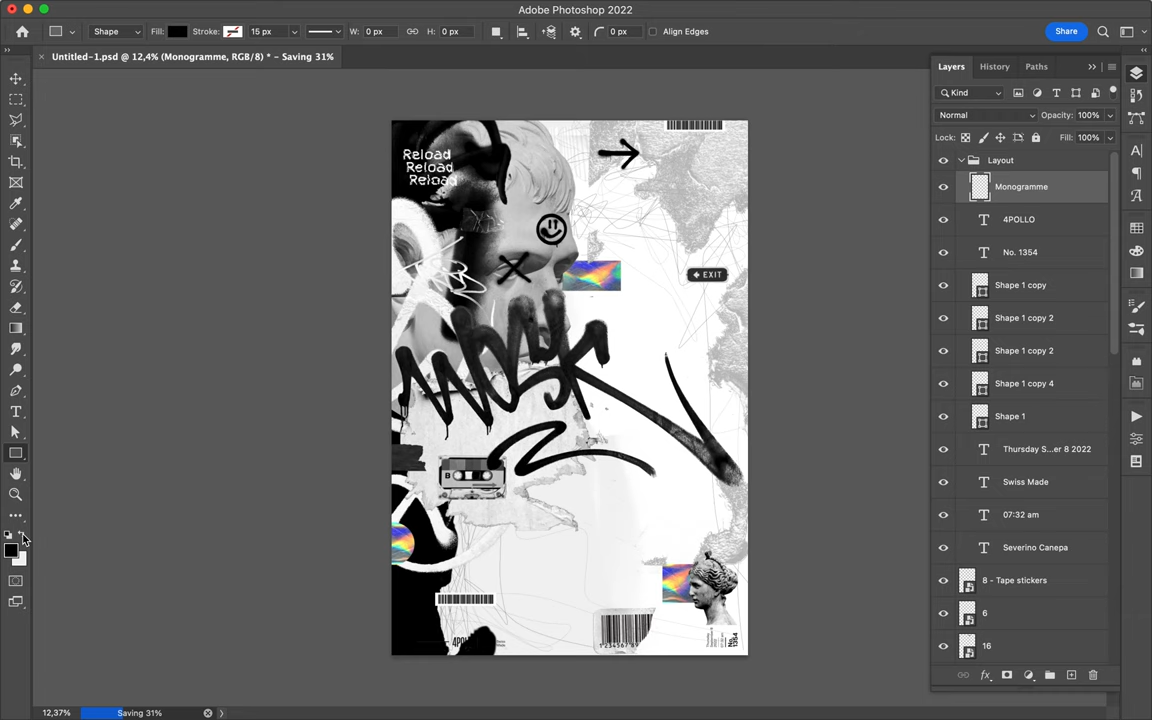 Adobe Photoshop 2022
Shape
Fill:
Stroke:
15 px
W: 0 px
H: 0 px
0 px
Align Edges
Share
Untitled-1.psd @ 12,4% (Monogramme, RGB/8) * - Saving 31%
Layers
History
Paths
Kind
Normal
Opacity: 100%
Lock:
Fill: 100%
Layout
Monogramme
4POLLO
No. 1354
Shape 1 copy
Shape 1 copy 2
Shape 1 copy 2
Shape 1 copy 4
Shape 1
Thursday S...er 8 2022
Swiss Made
07:32 am
Severino Canepa
8 - Tape stickers
6
16
Reload
Reload
Reload
EXIT
B
No. 1354
12,37%
Saving 31%